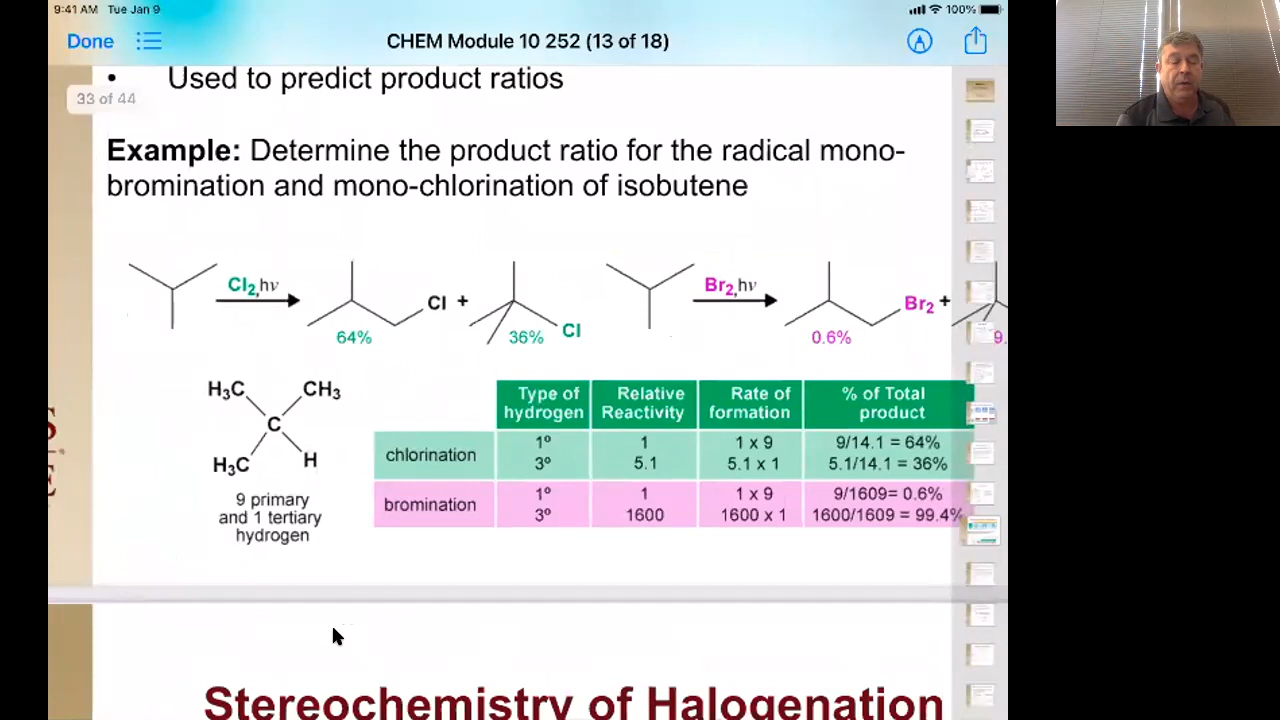 9:41 AM Tue Jan 9
100%
Done
CHEM Module 10 252 (13 of 18)
• Used to predict product ratios
33 of 44
Example: Determine the product ratio for the radical mono-
bromination and mono-chlorination of isobutene
Cl2,hν
Cl +
64%
36%
Cl
Br2,hν
Br2 +
0.6%
9.
H3C
CH3
C
H3C
H
9 primary
and 1 tertiary
hydrogen
Type of hydrogen
Relative Reactivity
Rate of formation
% of Total product
chlorination
1º 1 1 x 9 9/14.1 = 64%
3º 5.1 5.1 x 1 5.1/14.1 = 36%
bromination
1º 1 1 x 9 9/1609= 0.6%
3º 1600 1600 x 1 1600/1609 = 99.4%
Stereochemistry of Halogenation